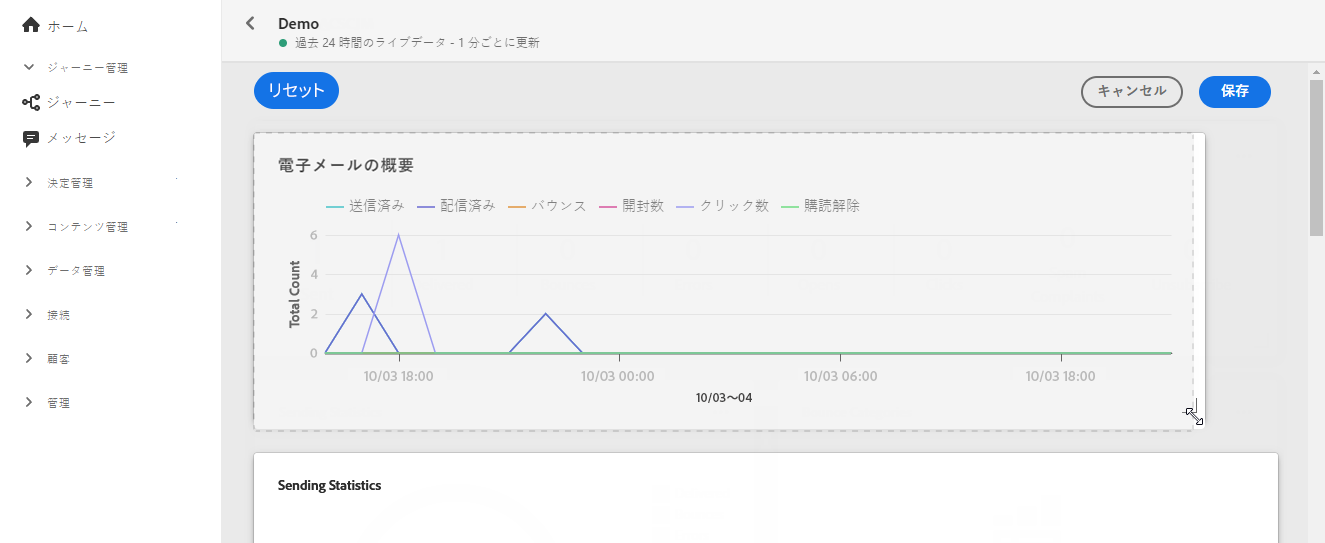 ホーム
ジャーニー管理
ジャーニー
メッセージ
決定管理
コンテンツ管理
データ管理
接続
顧客
管理
Demo
過去 24 時間のライブデータ - 1 分ごとに更新
リセット
キャンセル
保存
電子メールの概要
送信済み 配信済み バウンス 開封数 クリック数 購読解除
Total Count
6
4
2
0
10/03 18:00 10/03 00:00 10/03 06:00 10/03 18:00
10/03～04
Sending Statistics